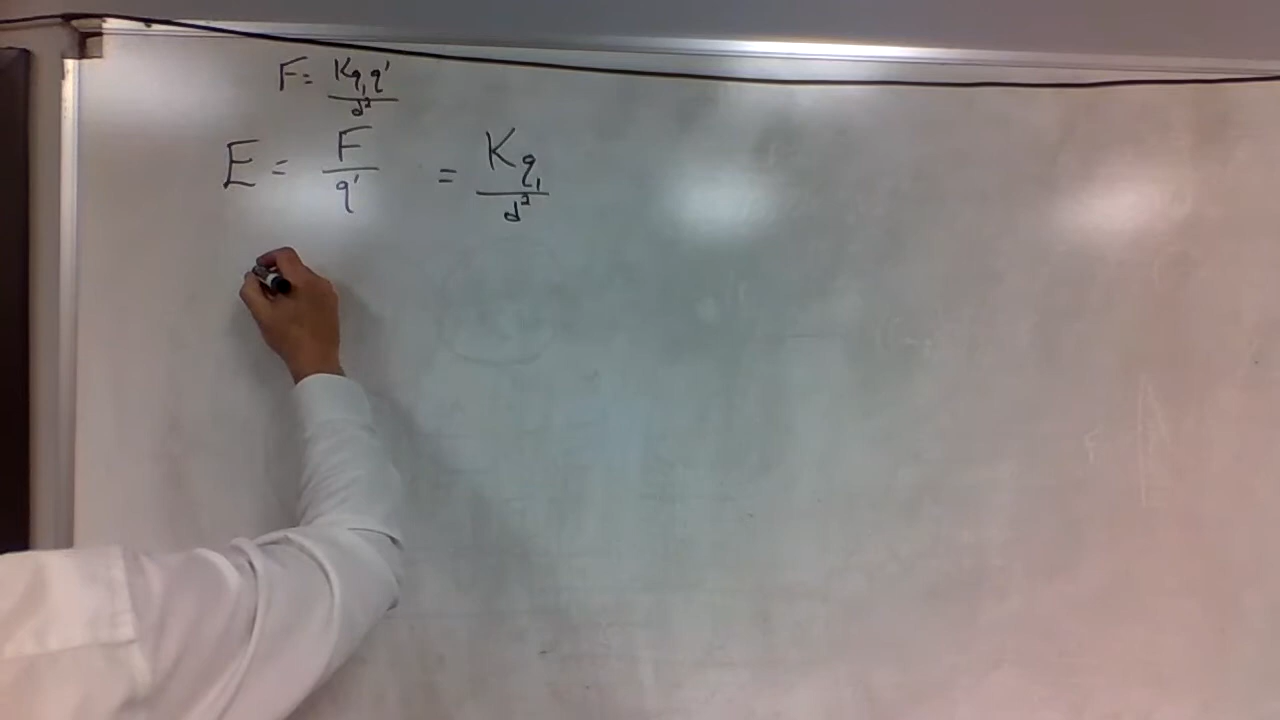 F = Kq₁q' / d²
E = F / q' = Kq₁ / d²